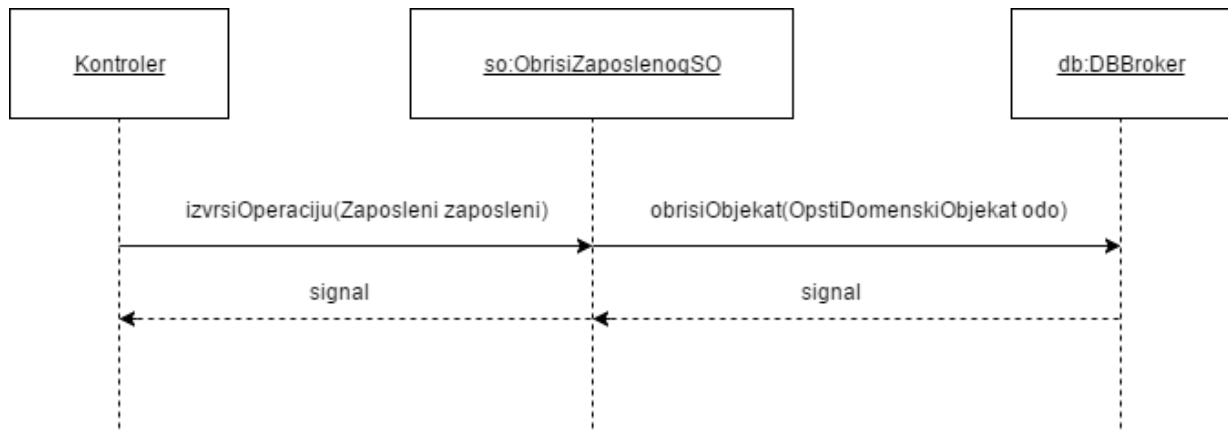 Kontroler
so:ObrisiZaposlenogSO
db:DBBroker
izvrsiOperaciju(Zaposleni zaposleni)
obrisiObjekat(OpstiDomenskiObjekat odo)
signal
signal